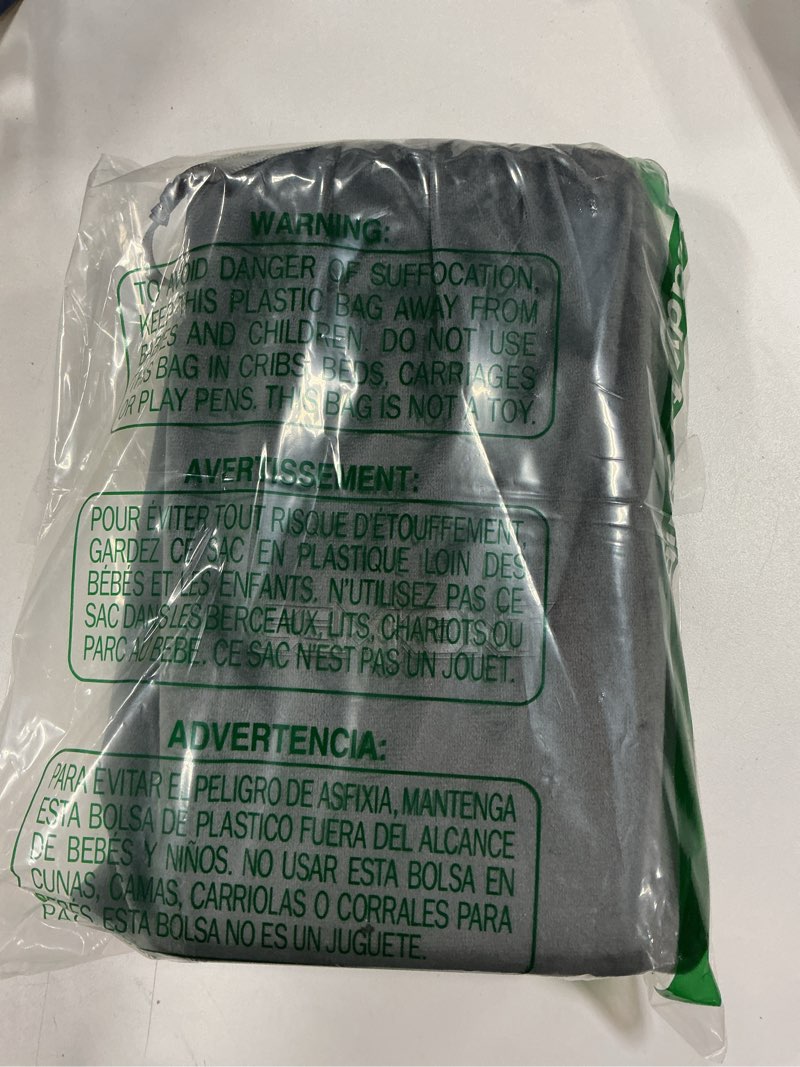 WARNING:
TO AVOID DANGER OF SUFFOCATION,
KEEP THIS PLASTIC BAG AWAY FROM
BABIES AND CHILDREN. DO NOT USE
THIS BAG IN CRIBS, BEDS, CARRIAGES
OR PLAY PENS. THIS BAG IS NOT A TOY.
AVERTISSEMENT:
POUR ÉVITER TOUT RISQUE D'ÉTOUFFEMENT,
GARDEZ CE SAC EN PLASTIQUE LOIN DES
BÉBÉS ET LES ENFANTS. N'UTILISEZ PAS CE
SAC DANS LES BERCEAUX, LITS, CHARIOTS OU
PARC AU BEBE. CE SAC N'EST PAS UN JOUET.
ADVERTENCIA:
PARA EVITAR EL PELIGRO DE ASFIXIA, MANTENGA
ESTA BOLSA DE PLASTICO FUERA DEL ALCANCE
DE BEBÉS Y NIÑOS. NO USAR ESTA BOLSA EN
CUNAS, CAMAS, CARRIOLAS O CORRALES PARA
ESTA BOLSA NO ES UN JUGUETE.